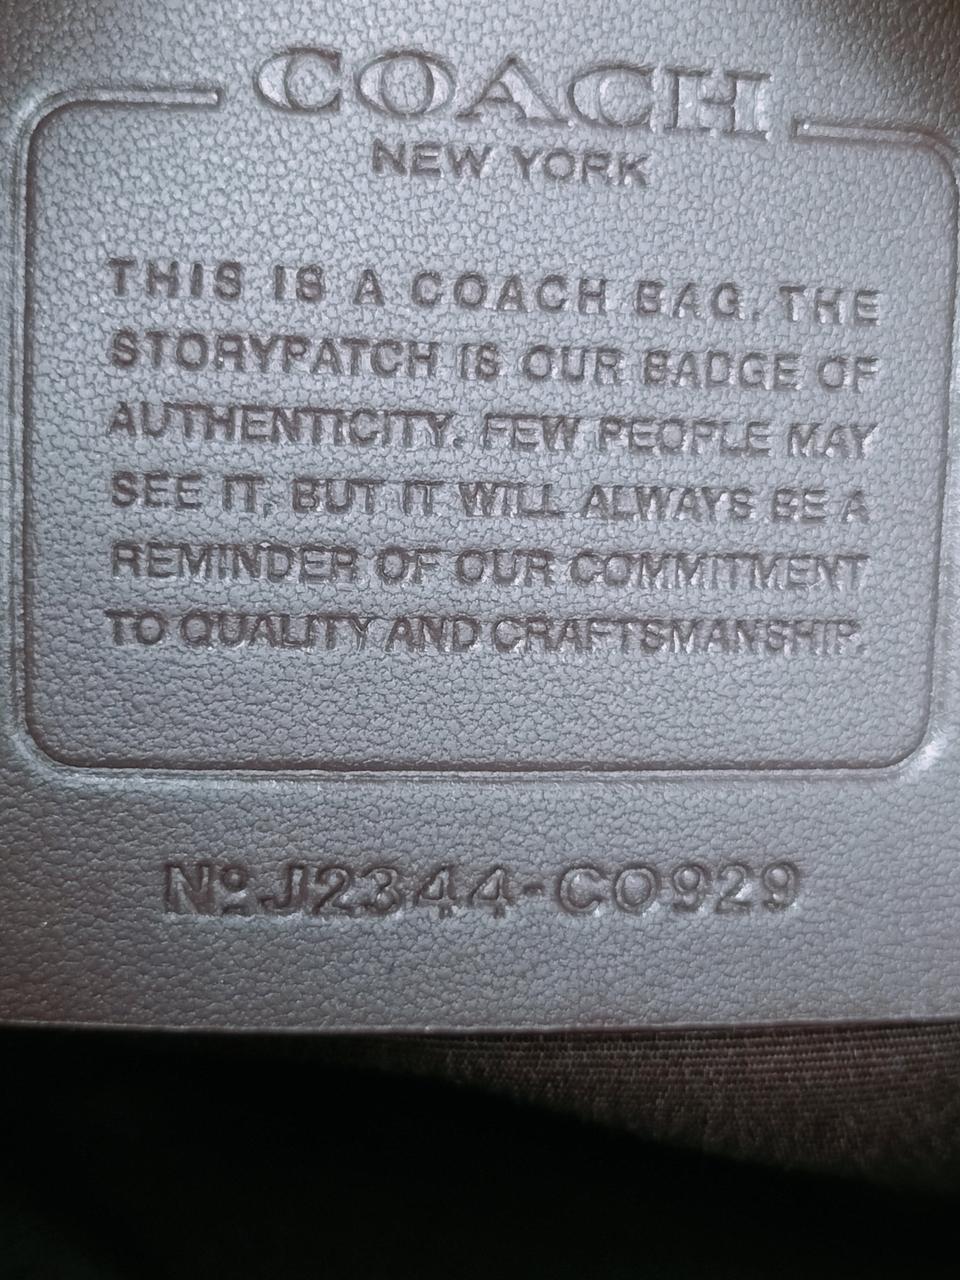 COACH
NEW YORK
THIS IS A COACH BAG. THE
STORYPATCH IS OUR BADGE OF
AUTHENTICITY. FEW PEOPLE MAY
SEE IT, BUT IT WILL ALWAYS BE A
REMINDER OF OUR COMMITMENT
TO QUALITY AND CRAFTSMANSHIP.
Nº J2344-CO929